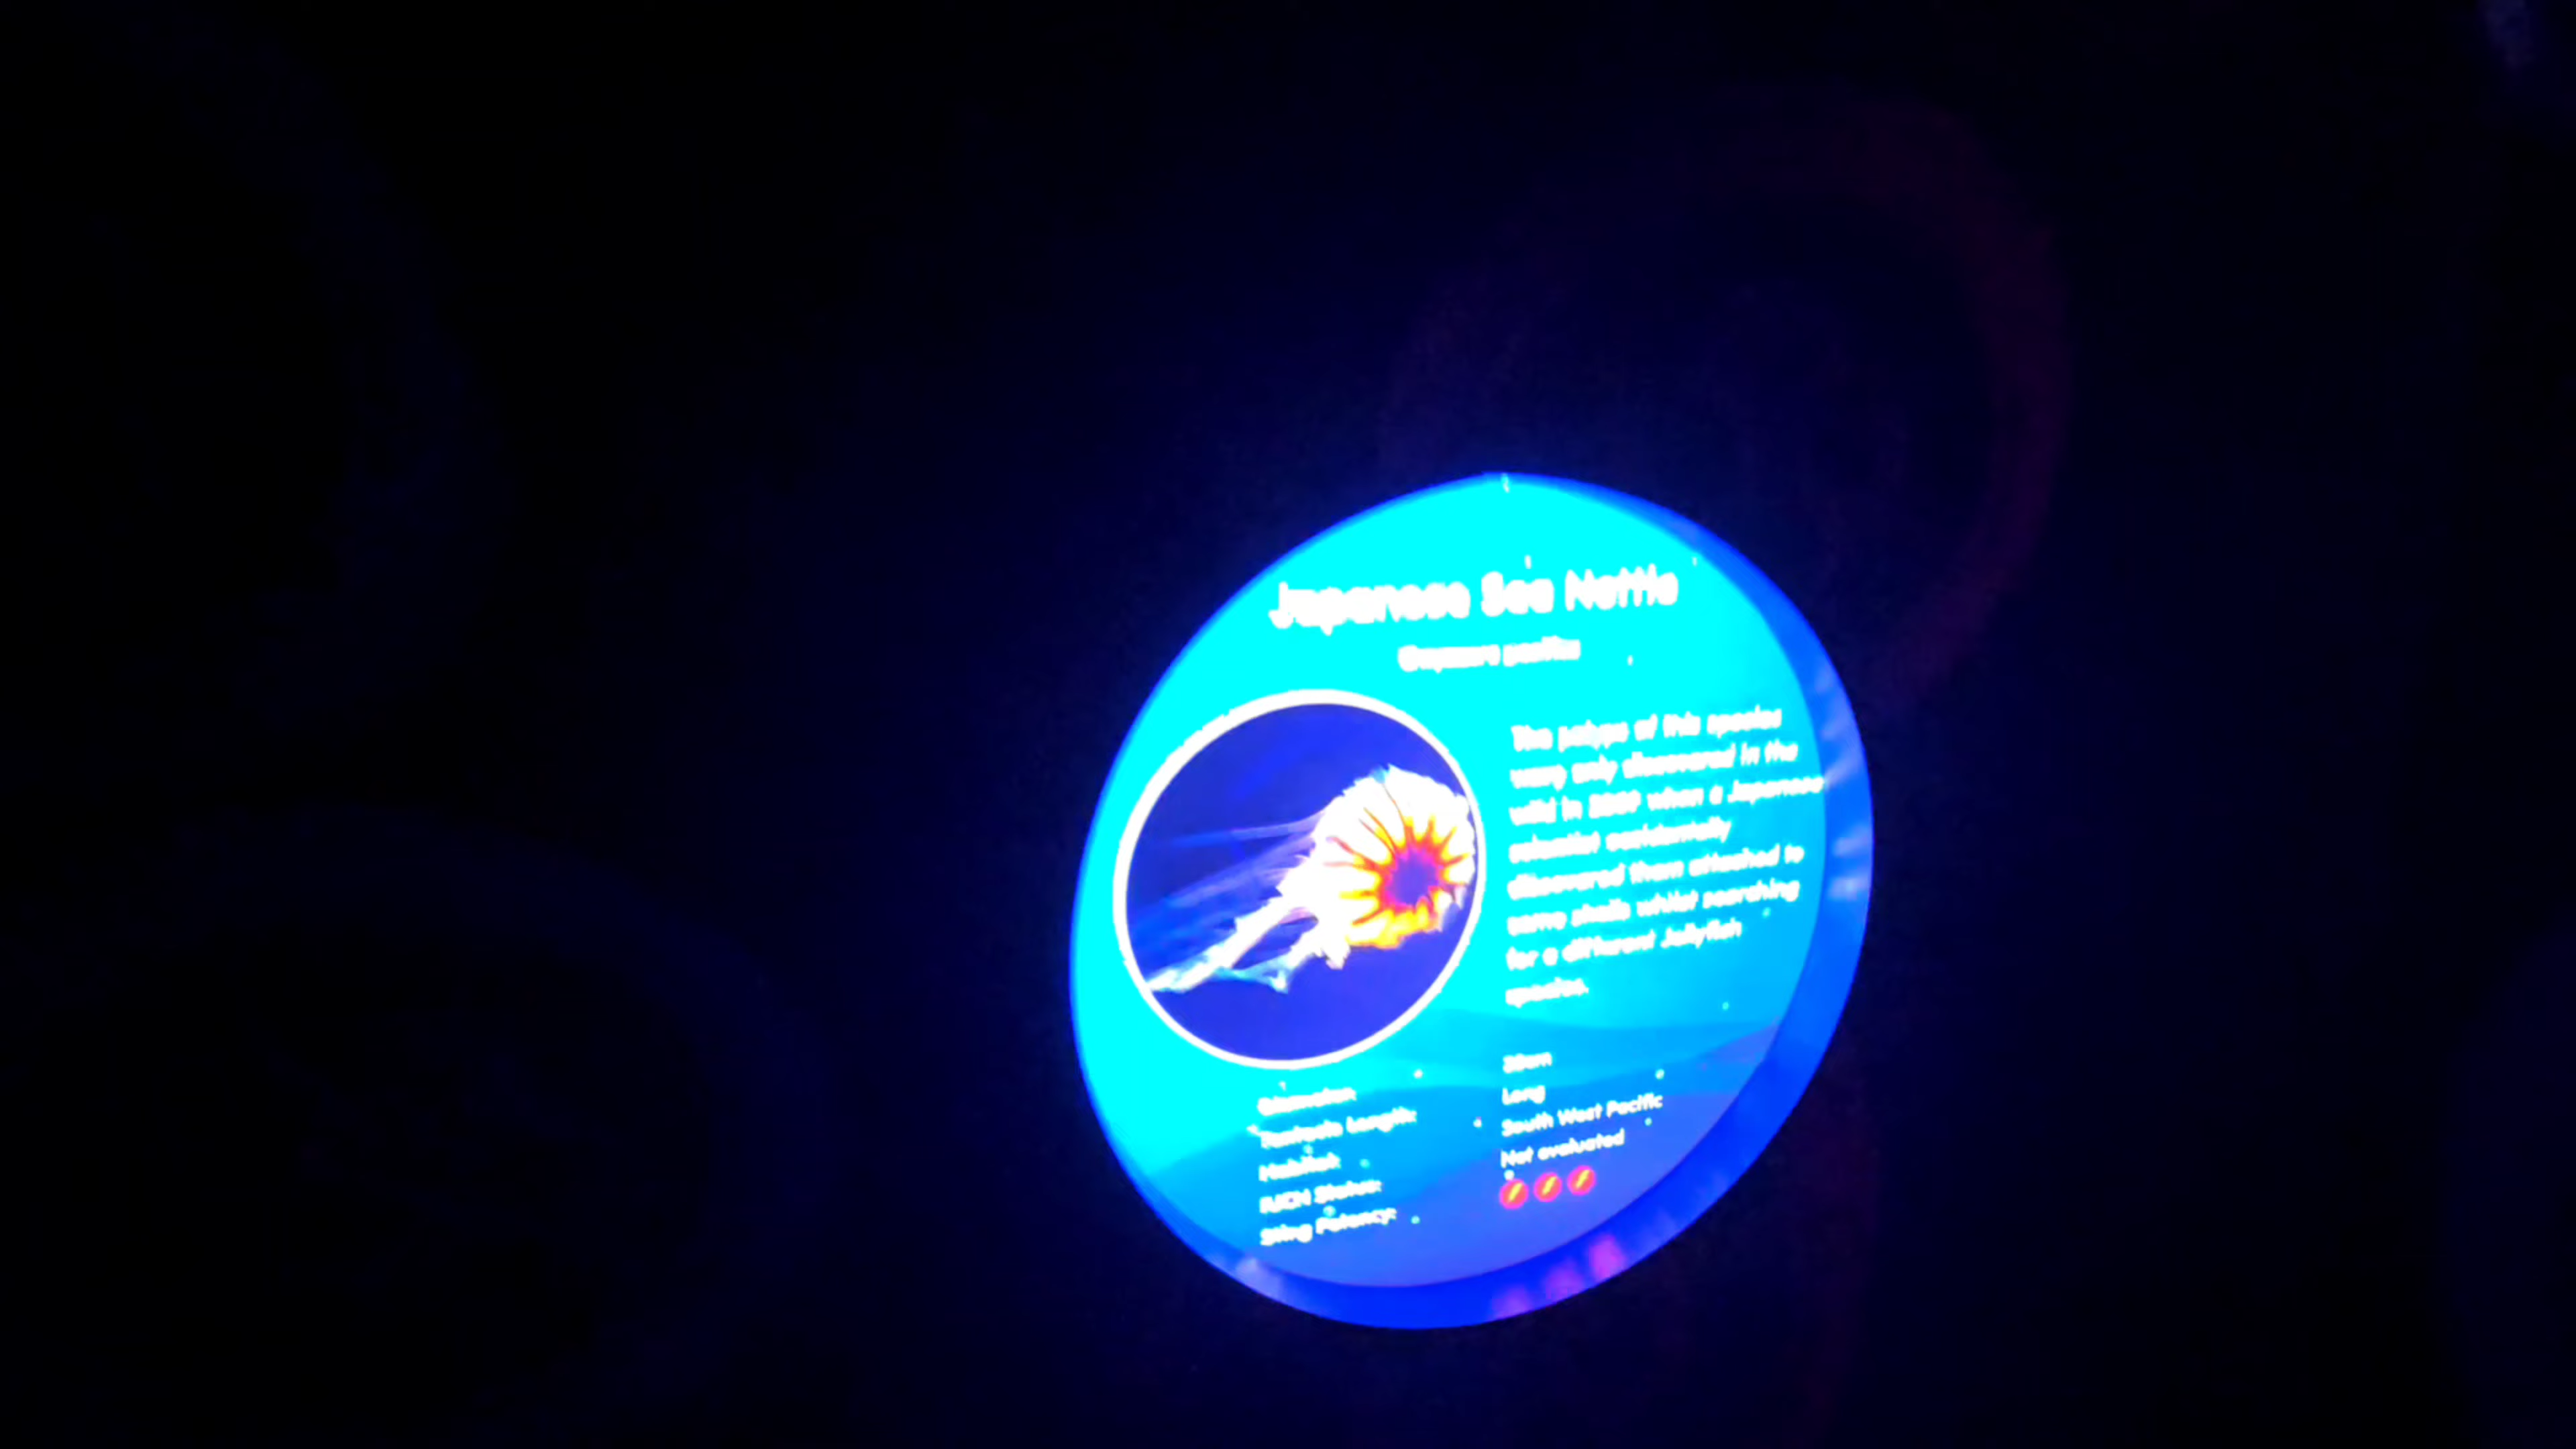 Japanese Sea Nettle
Chrysaora pacifica
The polyps of this species
were only discovered in the
wild in when a Japanese
scientist accidentally
discovered them attached to
some shells whilst searching
for a different Jellyfish
species.
Diameter:
Tentacle Length: Long
Habitat: South West Pacific
IUCN Status: Not evaluated
Sting Potency: